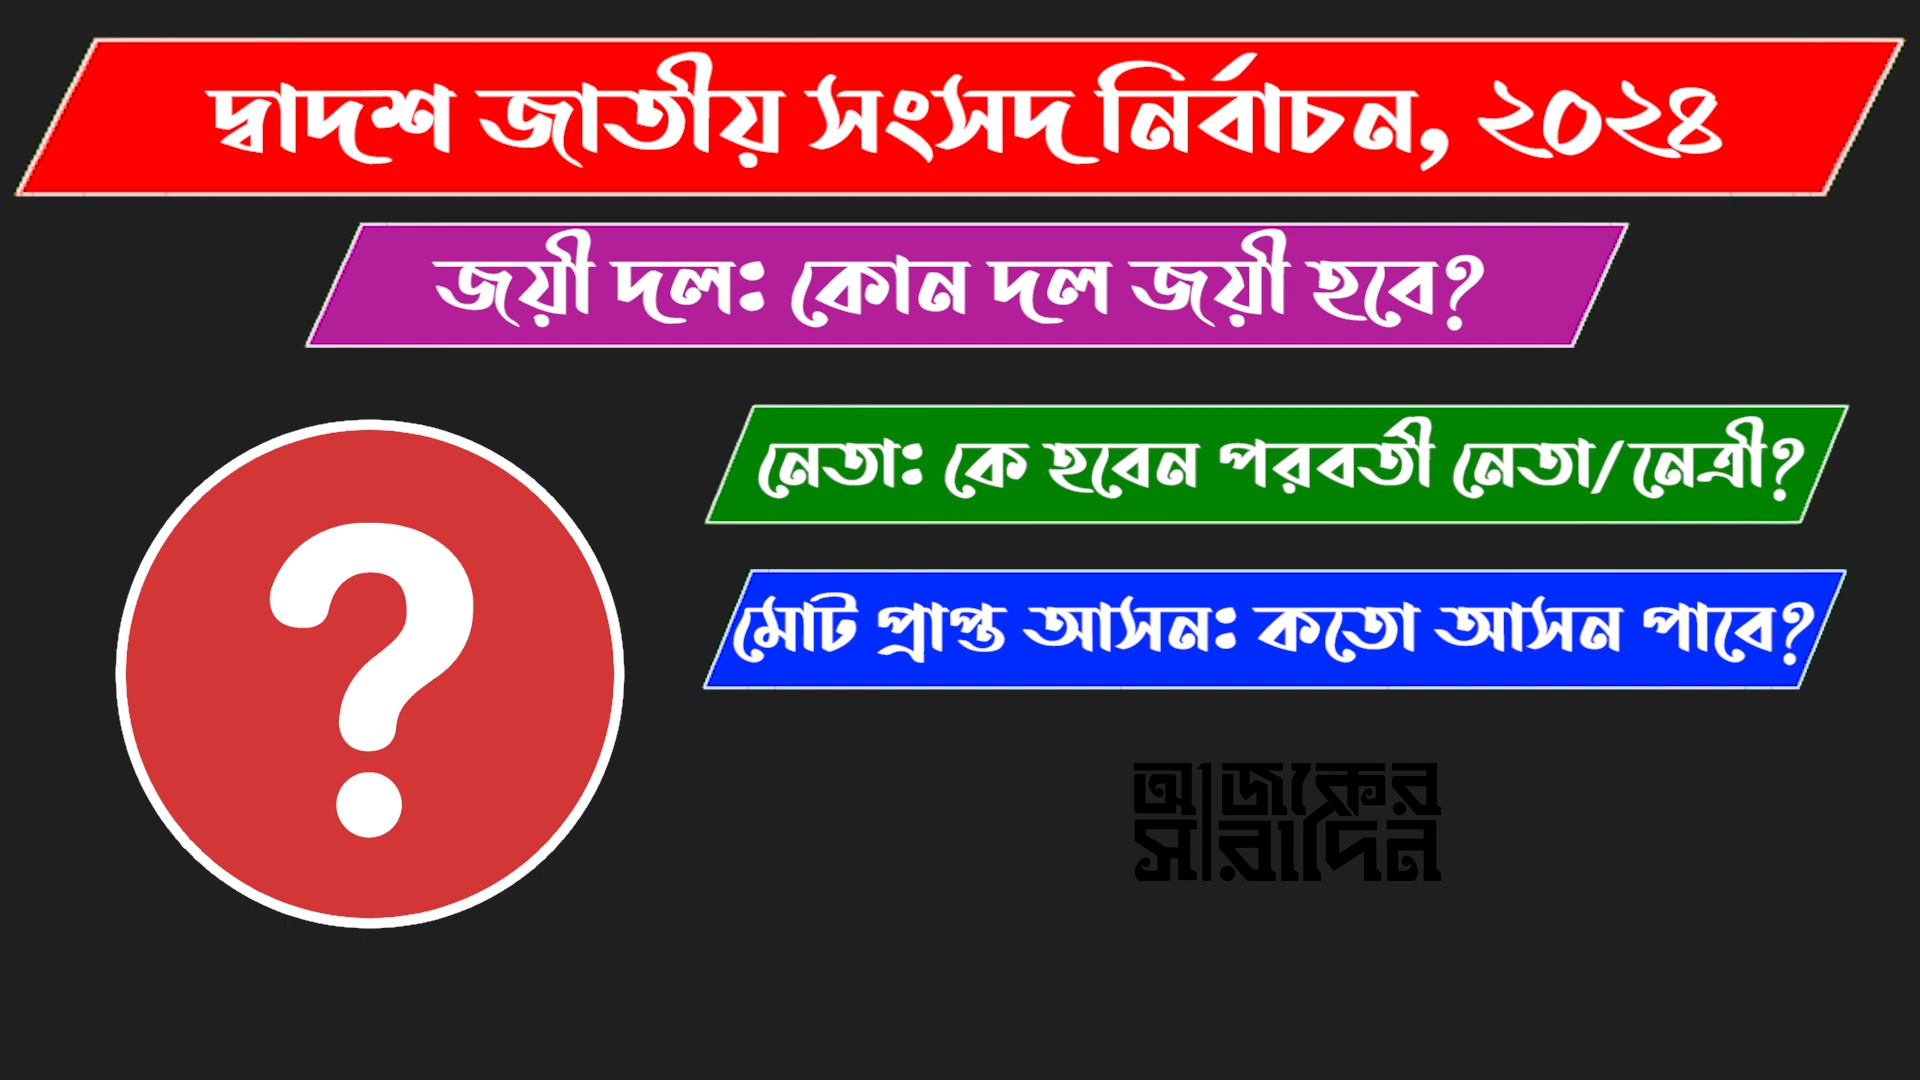 দ্বাদশ জাতীয় সংসদ নির্বাচন, ২০২৪
জয়ী দল: কোন দল জয়ী হবে?
নেতা: কে হবেন পরবর্তী নেতা/নেত্রী?
মোট প্রাপ্ত আসন: কতো আসন পাবে?
আজকের
সারাদিন